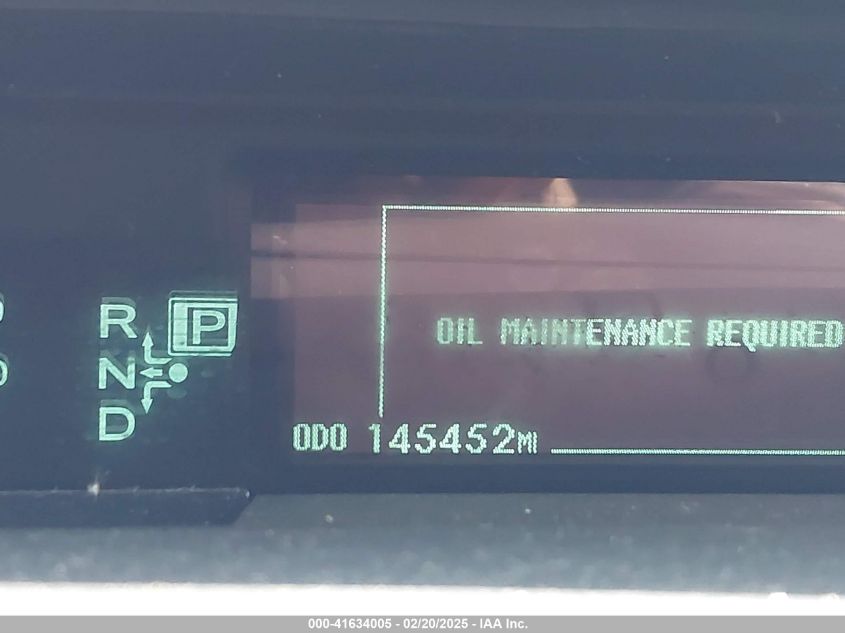 R P
N
D
OIL MAINTENANCE REQUIRED
ODO 145452MI
000-41634005 - 02/20/2025 - IAA Inc.